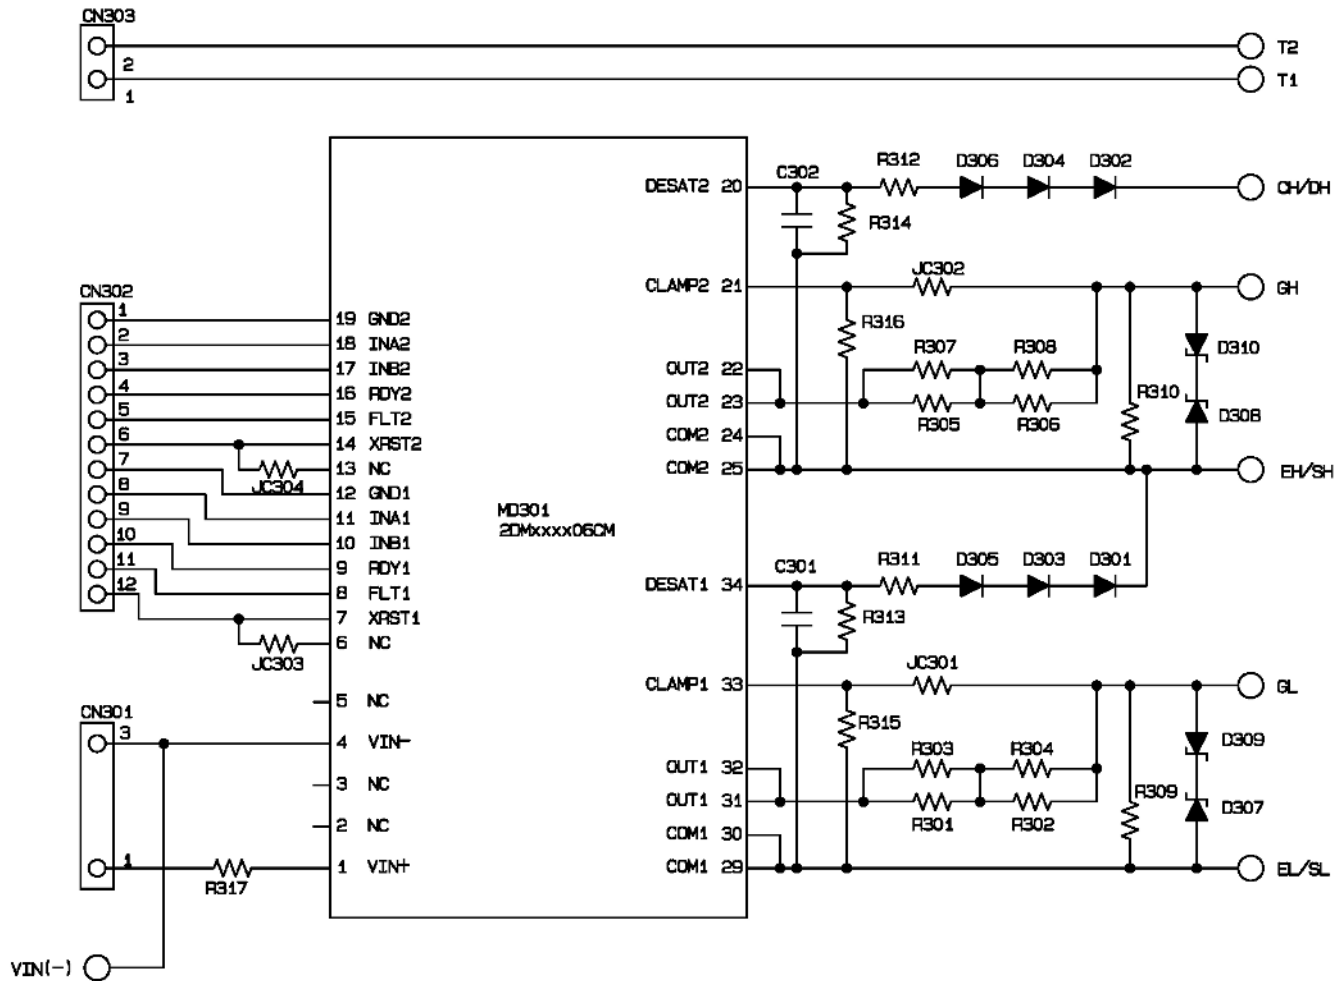 CN303
T2
2
T1
1
R312
D306
D304
D302
C302
DESAT2 20
CH/DH
R314
JC302
CN302
CLAMP2 21
GH
1
19 GND2
R316
2
18 INA2
R307
R308
D310
3
17 INB2
OUT2 22
4
16 RDY2
R310
5
15 FLT2
OUT2 23
D308
R305
R306
6
14 XRST2
COM2 24
7
13 NC
COM2 25
EH/SH
JC304
8
12 GND1
MD301
9
11 INA1
2DMxxxx06CM
10
10 INB1
R311
D305
D303
D301
11
9 RDY1
C301
12
8 FLT1
DESAT1 34
7 XRST1
R313
6 NC
JC303
JC301
5 NC
CLAMP1 33
GL
CN301
R315
3
4 VIN-
R303
R304
D309
OUT1 32
3 NC
R309
OUT1 31
D307
2 NC
R301
R302
COM1 30
1
1 VIN+
COM1 29
EL/SL
R317
VIN(-)